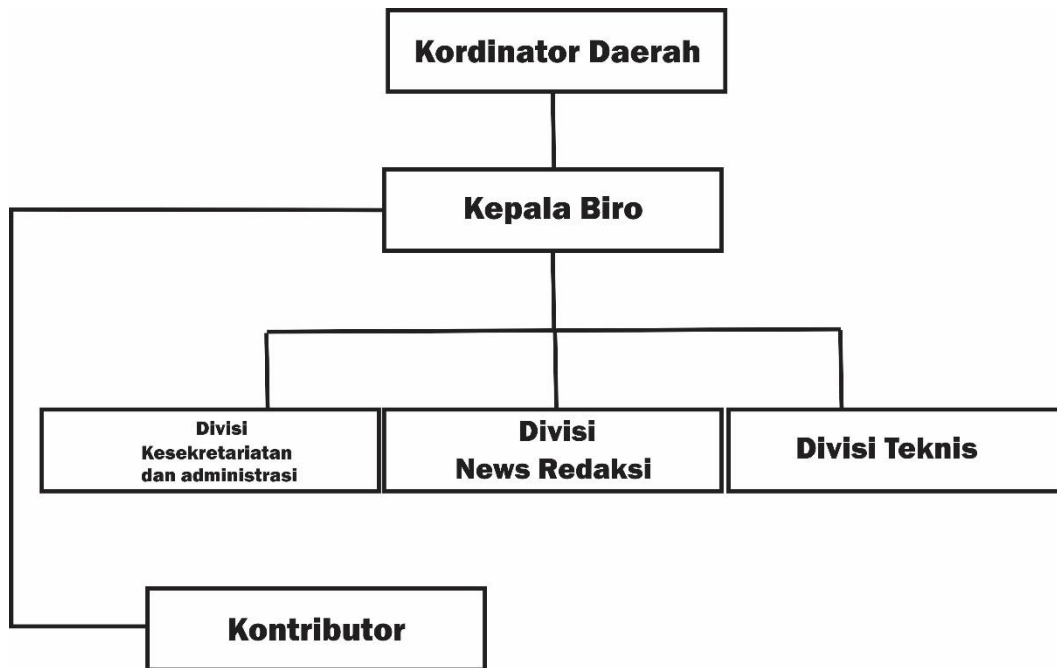 Kordinator Daerah
Kepala Biro
Divisi
Kesekretariatan
dan administrasi
Divisi
News Redaksi
Divisi Teknis
Kontributor